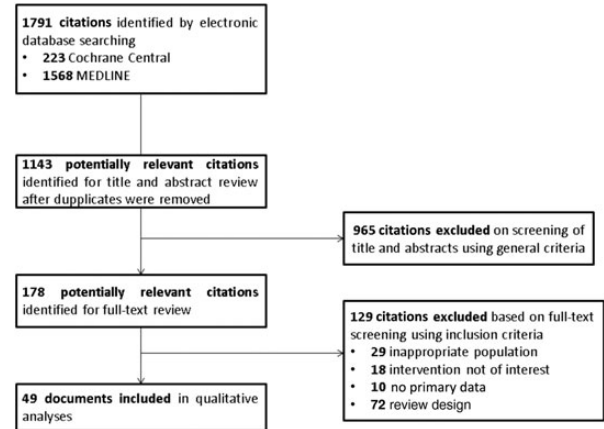 1791 citations identified by electronic
database searching
• 223 Cochrane Central
• 1568 MEDLINE
1143 potentially relevant citations
identified for title and abstract review
after dupplicates were removed
965 citations excluded on screening of
title and abstracts using general criteria
178 potentially relevant citations
identified for full-text review
129 citations excluded based on full-text
screening using inclusion criteria
• 29 inappropriate population
• 18 intervention not of interest
• 10 no primary data
• 72 review design
49 documents included in qualitative
analyses